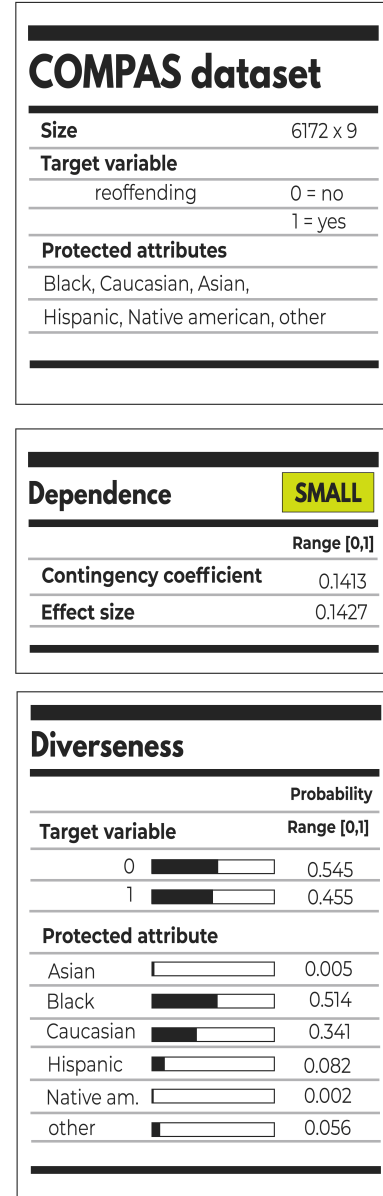 COMPAS dataset
Size 6172 x 9
Target variable
reoffending 0 = no
1 = yes
Protected attributes
Black, Caucasian, Asian,
Hispanic, Native american, other
Dependence SMALL
Range [0,1]
Contingency coefficient 0.1413
Effect size 0.1427
Diverseness
Probability
Target variable Range [0,1]
0 0.545
1 0.455
Protected attribute
Asian 0.005
Black 0.514
Caucasian 0.341
Hispanic 0.082
Native am. 0.002
other 0.056